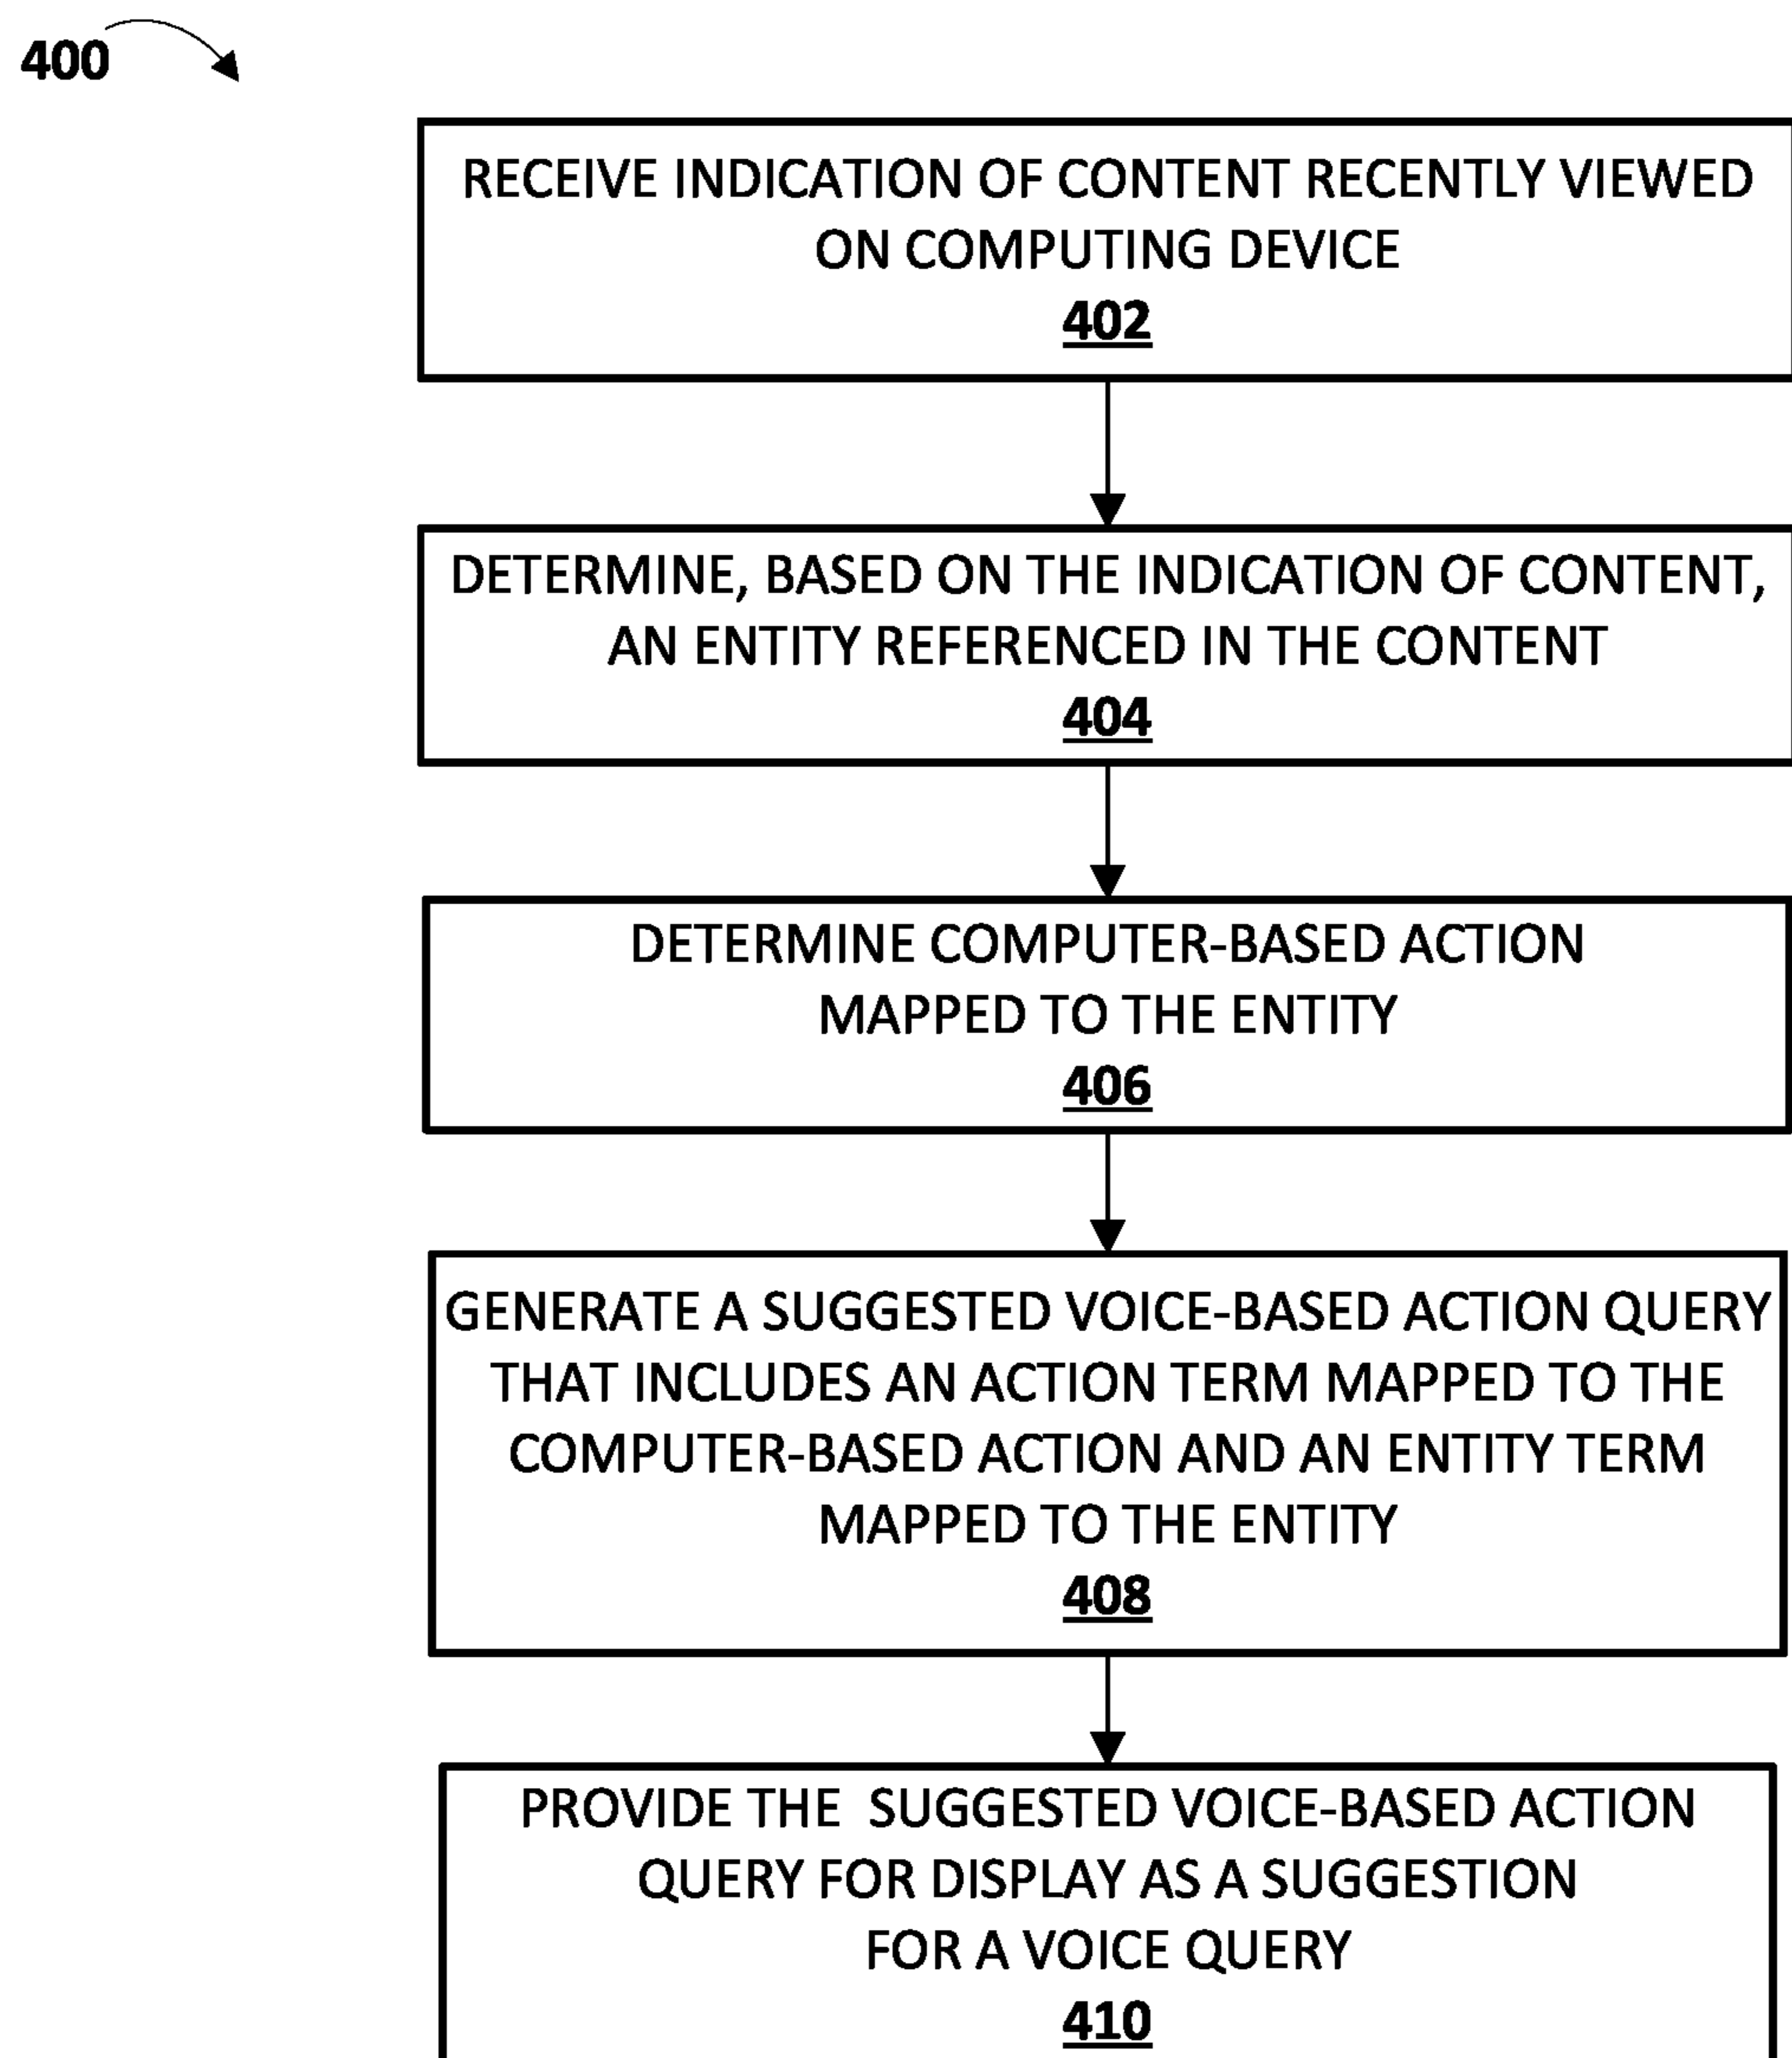 400
RECEIVE INDICATION OF CONTENT RECENTLY VIEWED
ON COMPUTING DEVICE
402
DETERMINE, BASED ON THE INDICATION OF CONTENT,
AN ENTITY REFERENCED IN THE CONTENT
404
DETERMINE COMPUTER-BASED ACTION
MAPPED TO THE ENTITY
406
GENERATE A SUGGESTED VOICE-BASED ACTION QUERY
THAT INCLUDES AN ACTION TERM MAPPED TO THE
COMPUTER-BASED ACTION AND AN ENTITY TERM
MAPPED TO THE ENTITY
408
PROVIDE THE SUGGESTED VOICE-BASED ACTION
QUERY FOR DISPLAY AS A SUGGESTION
FOR A VOICE QUERY
410